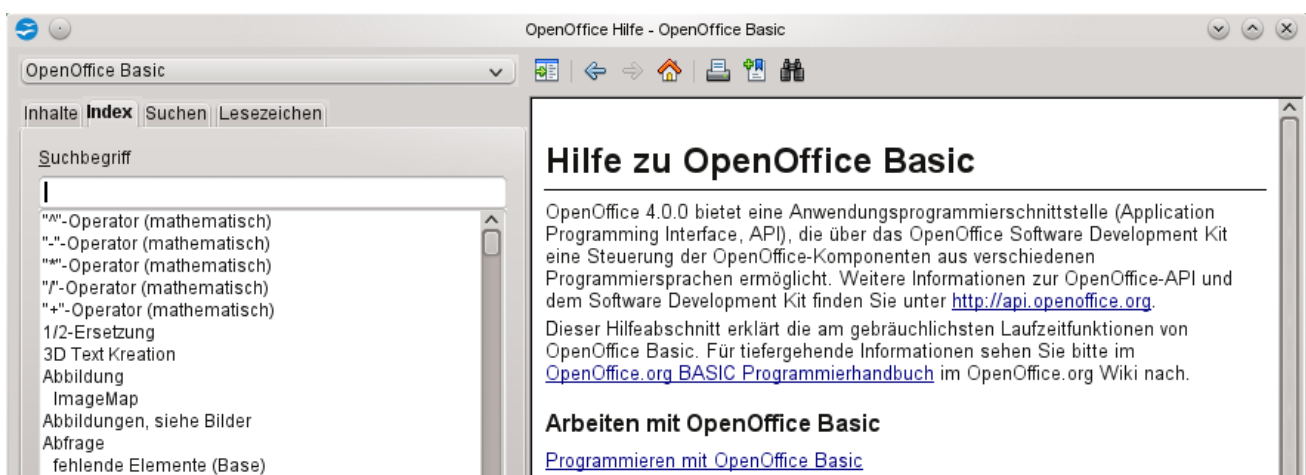 OpenOffice Hilfe - OpenOffice Basic
OpenOffice Basic
Inhalte Index Suchen Lesezeichen
Suchbegriff
"^"-Operator (mathematisch)
"-"-Operator (mathematisch)
"*"-Operator (mathematisch)
"/"-Operator (mathematisch)
"+"-Operator (mathematisch)
1/2-Ersetzung
3D Text Kreation
Abbildung
ImageMap
Abbildungen, siehe Bilder
Abfrage
fehlende Elemente (Base)
Hilfe zu OpenOffice Basic
OpenOffice 4.0.0 bietet eine Anwendungsprogrammierschnittstelle (Application
Programming Interface, API), die über das OpenOffice Software Development Kit
eine Steuerung der OpenOffice-Komponenten aus verschiedenen
Programmiersprachen ermöglicht. Weitere Informationen zur OpenOffice-API und
dem Software Development Kit finden Sie unter http://api.openoffice.org.
Dieser Hilfeabschnitt erklärt die am gebräuchlichsten Laufzeitfunktionen von
OpenOffice Basic. Für tiefergehende Informationen sehen Sie bitte im
OpenOffice.org BASIC Programmierhandbuch im OpenOffice.org Wiki nach.
Arbeiten mit OpenOffice Basic
Programmieren mit OpenOffice Basic